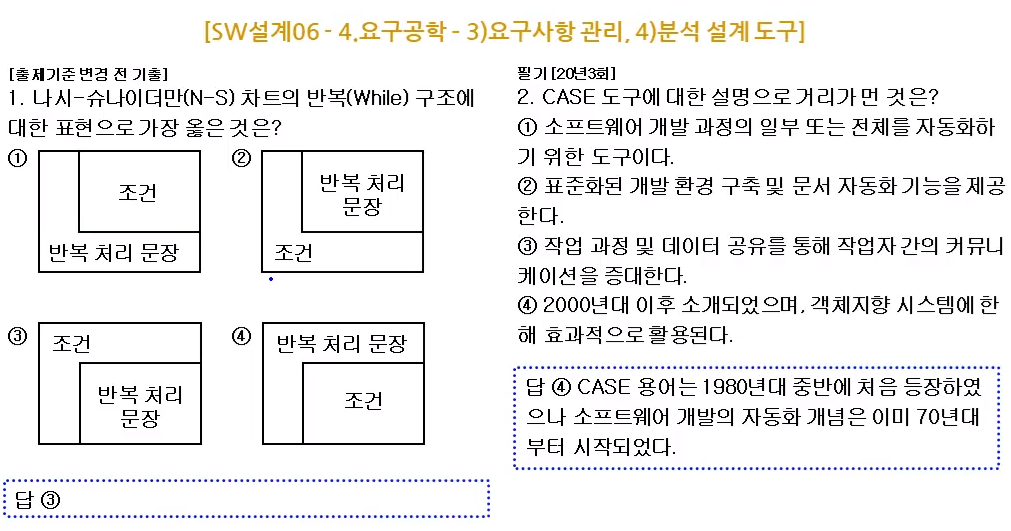 [SW설계06 - 4.요구공학 - 3)요구사항 관리, 4)분석 설계 도구]
[출제기준 변경 전 기출]
1. 나시-슈나이더만(N-S) 차트의 반복(While) 구조에
대한 표현으로 가장 옳은 것은?
①
조건
반복 처리 문장
②
반복 처리
문장
조건
③
조건
반복 처리
문장
④
반복 처리 문장
조건
답 ③
필기 [20년3회]
2. CASE 도구에 대한 설명으로 거리가 먼 것은?
① 소프트웨어 개발 과정의 일부 또는 전체를 자동화하
기 위한 도구이다.
② 표준화된 개발 환경 구축 및 문서 자동화 기능을 제공
한다.
③ 작업 과정 및 데이터 공유를 통해 작업자 간의 커뮤니
케이션을 증대한다.
④ 2000년대 이후 소개되었으며, 객체지향 시스템에 한
해 효과적으로 활용된다.
답 ④ CASE 용어는 1980년대 중반에 처음 등장하였
으나 소프트웨어 개발의 자동화 개념은 이미 70년대
부터 시작되었다.